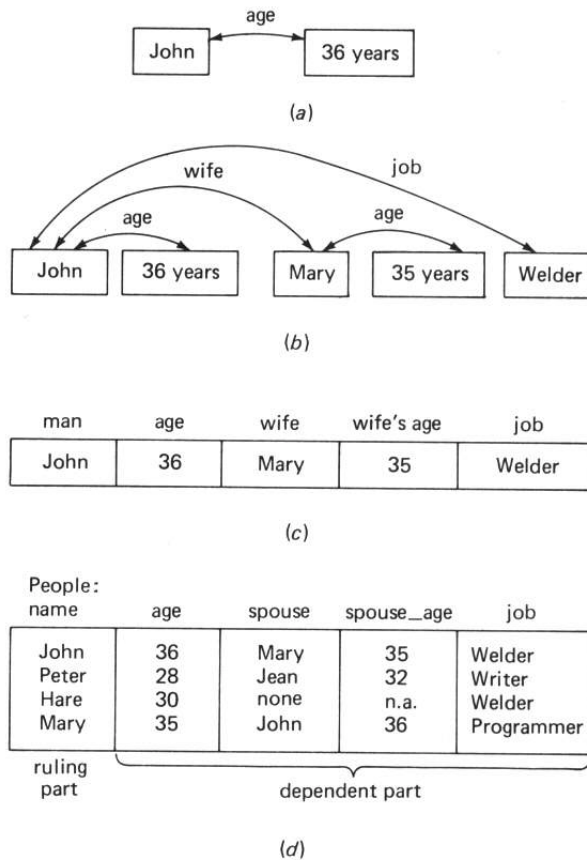 age
John 36 years
(a)
wife job
age age
John 36 years Mary 35 years Welder
(b)
man age wife wife's age job
John 36 Mary 35 Welder
(c)
People:
name age spouse spouse_age job
John 36 Mary 35 Welder
Peter 28 Jean 32 Writer
Hare 30 none n.a. Welder
Mary 35 John 36 Programmer
ruling
part dependent part
(d)